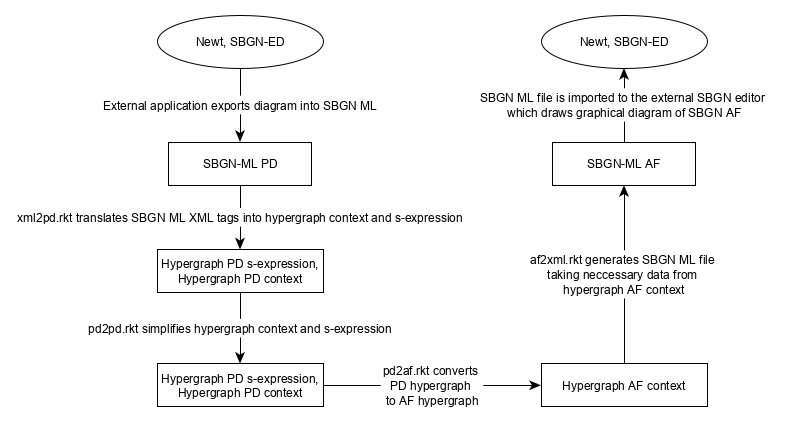 Newt, SBGN-ED
External application exports diagram into SBGN ML
SBGN-ML PD
xml2pd.rkt translates SBGN ML XML tags into hypergraph context and s-expression
Hypergraph PD s-expression,
Hypergraph PD context
pd2pd.rkt simplifies hypergraph context and s-expression
Hypergraph PD s-expression,
Hypergraph PD context
pd2af.rkt converts
PD hypergraph
to AF hypergraph
Hypergraph AF context
af2xml.rkt generates SBGN ML file
taking neccessary data from
hypergraph AF context
SBGN-ML AF
SBGN ML file is imported to the external SBGN editor
which draws graphical diagram of SBGN AF
Newt, SBGN-ED